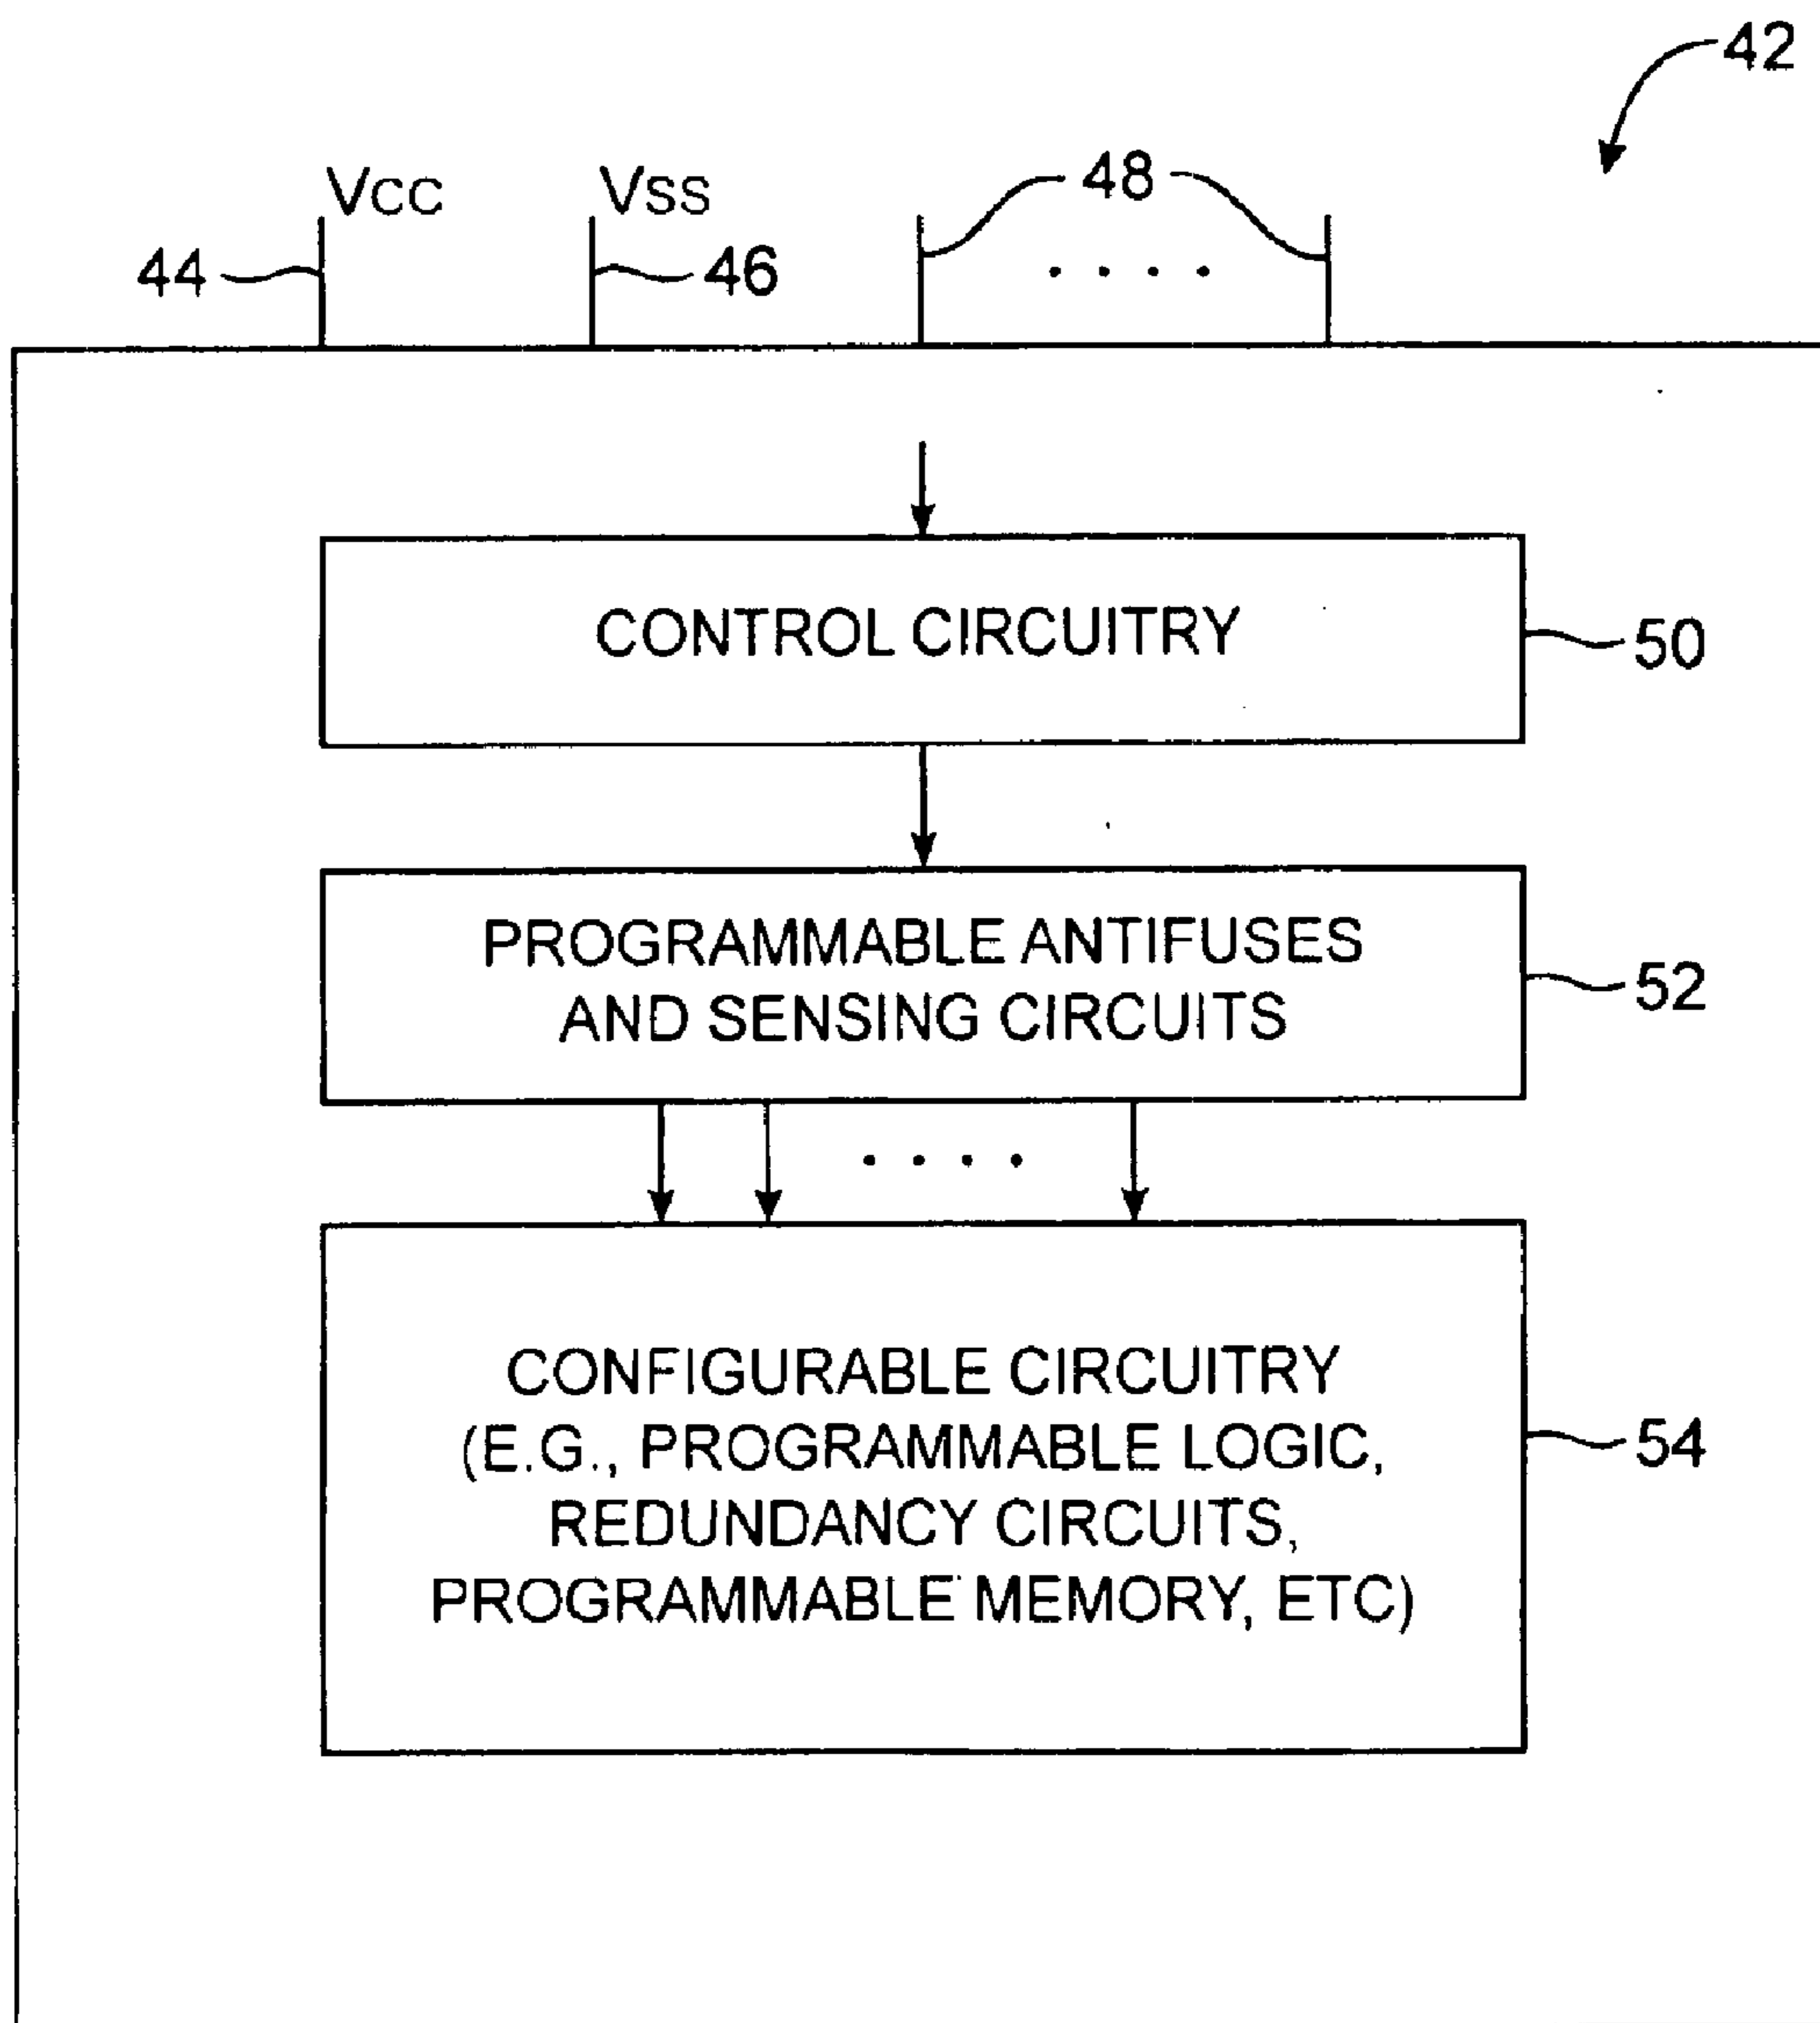 42
VCC
VSS
48
44
46
CONTROL CIRCUITRY
50
PROGRAMMABLE ANTIFUSES
AND SENSING CIRCUITS
52
CONFIGURABLE CIRCUITRY
(E.G., PROGRAMMABLE LOGIC,
REDUNDANCY CIRCUITS,
PROGRAMMABLE MEMORY, ETC)
54